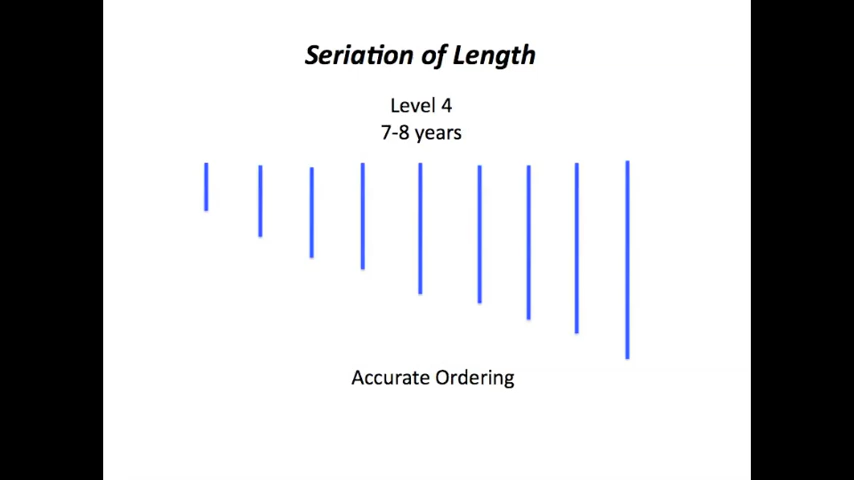 Seriation of Length
Level 4
7-8 years
Accurate Ordering